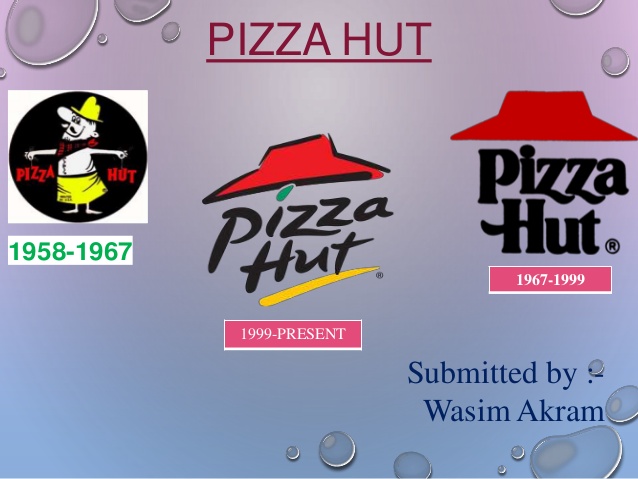 PIZZA HUT
PIZZA HUT
1958-1967
Pizza
Hut®
1999-PRESENT
Pizza
Hut®
1967-1999
Submitted by :-
Wasim Akram